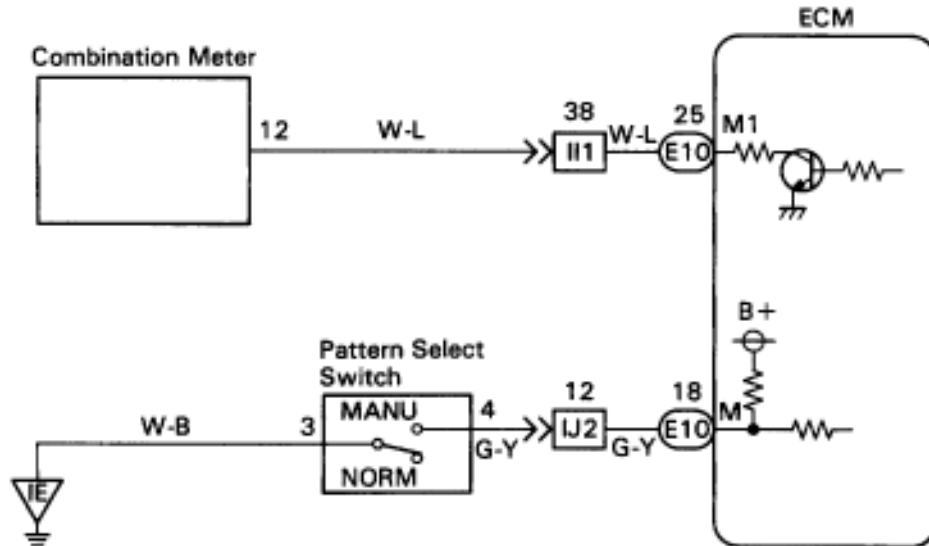 ECM
Combination Meter
12
W-L
38
II1
W-L
25
E10
M1
B+
Pattern Select
Switch
W-B
3
MANU
NORM
4
G-Y
12
IJ2
G-Y
18
E10
M
IE